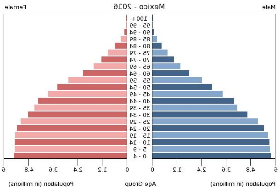 Male Mexico - 2016 Female
100+
95 - 99
90 - 94
85 - 89
80 - 84
75 - 79
70 - 74
65 - 69
60 - 64
55 - 59
50 - 54
45 - 49
40 - 44
35 - 39
30 - 34
25 - 29
20 - 24
15 - 19
10 - 14
5 - 9
0 - 4
6 4.8 3.6 2.4 1.2 0 0 1.2 2.4 3.6 4.8 6
Population (in millions) Age Group Population (in millions)